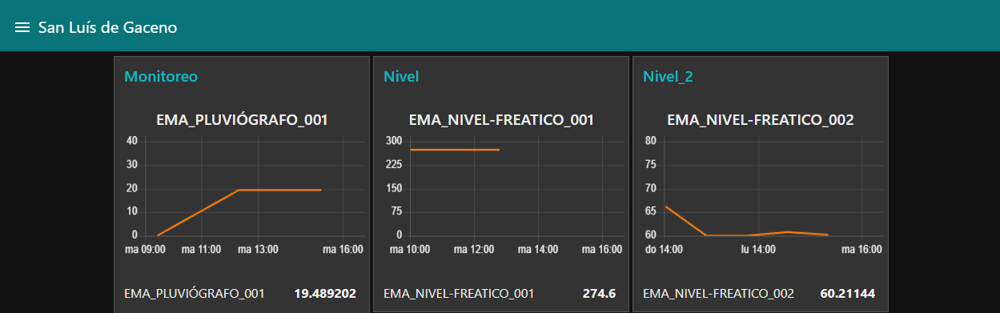 San Luís de Gaceno
Monitoreo
EMA_PLUVIÓGRAFO_001
40
30
20
10
0
ma 09:00 ma 11:00 ma 13:00 ma 16:00
EMA_PLUVIÓGRAFO_001 19.489202
Nivel
EMA_NIVEL-FREATICO_001
300
225
150
75
0
ma 10:00 ma 12:00 ma 14:00 ma 16:00
EMA_NIVEL-FREATICO_001 274.6
Nivel_2
EMA_NIVEL-FREATICO_002
80
75
70
65
60
do 14:00 lu 14:00 ma 16:00
EMA_NIVEL-FREATICO_002 60.21144